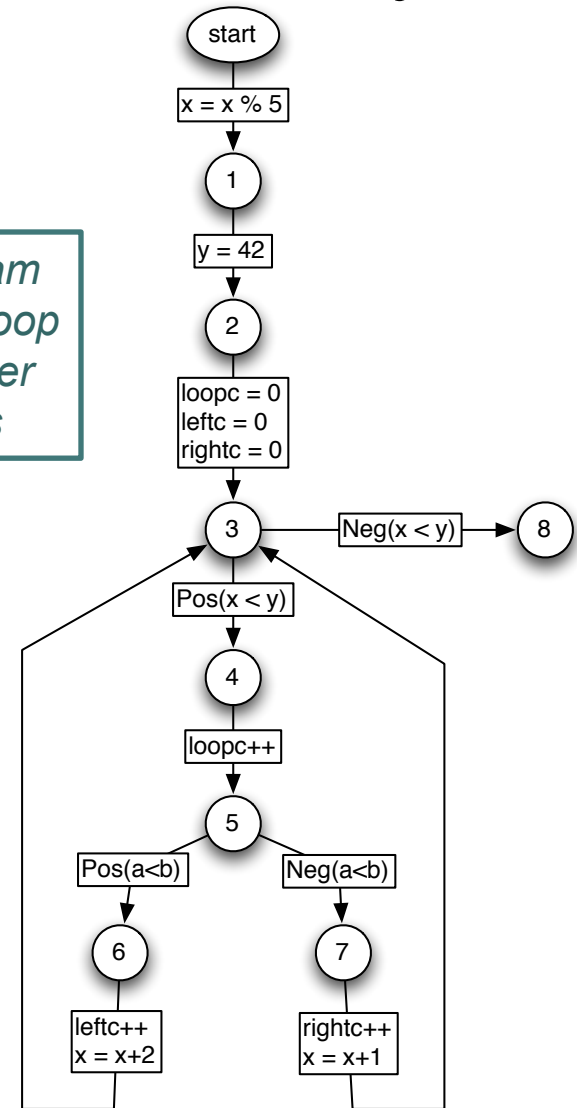 start
x = x % 5
1
y = 42
2
loopc = 0
leftc = 0
rightc = 0
3
Neg(x < y)
8
Pos(x < y)
4
loopc++
5
Pos(a<b)
Neg(a<b)
6
7
leftc++
x = x+2
rightc++
x = x+1